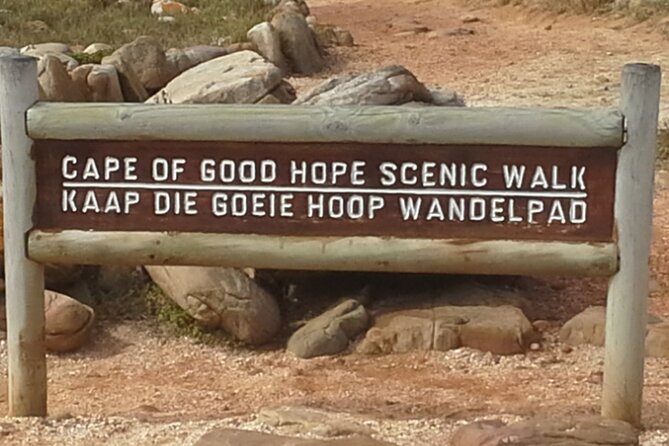 CAPE OF GOOD HOPE SCENIC WALK
KAAP DIE GOEIE HOOP WANDELPAD